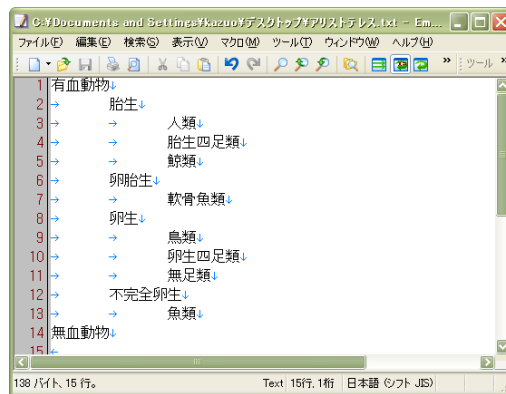 C:¥Documents and Settings¥kazuo¥デスクトップ¥アリストテレス.txt - Em...
ファイル(F) 編集(E) 検索(S) 表示(V) マクロ(M) ツール(T) ウィンドウ(W) ヘルプ(H)
ツール
1 有血動物↓
2 → 胎生↓
3 → → 人類↓
4 → → 胎生四足類↓
5 → → 鯨類↓
6 → 卵胎生↓
7 → → 軟骨魚類↓
8 → 卵生↓
9 → → 鳥類↓
10 → → 卵生四足類↓
11 → → 無足類↓
12 → 不完全卵生↓
13 → → 魚類↓
14 無血動物↓
15 ←
138 バイト、15 行。 Text 15行, 1桁 日本語 (シフト JIS)